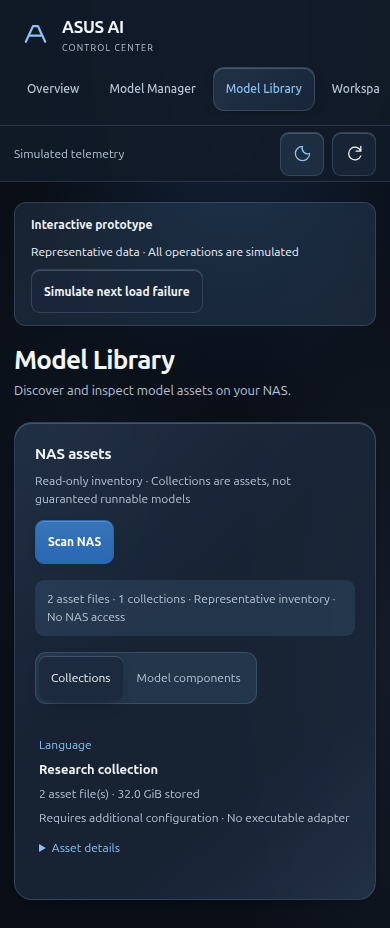 ASUS AI
CONTROL CENTER
Overview
Model Manager
Model Library
Workspa
Simulated telemetry
Interactive prototype
Representative data · All operations are simulated
Simulate next load failure
Model Library
Discover and inspect model assets on your NAS.
NAS assets
Read-only inventory · Collections are assets, not
guaranteed runnable models
Scan NAS
2 asset files · 1 collections · Representative inventory ·
No NAS access
Collections
Model components
Language
Research collection
2 asset file(s) · 32.0 GiB stored
Requires additional configuration · No executable adapter
Asset details